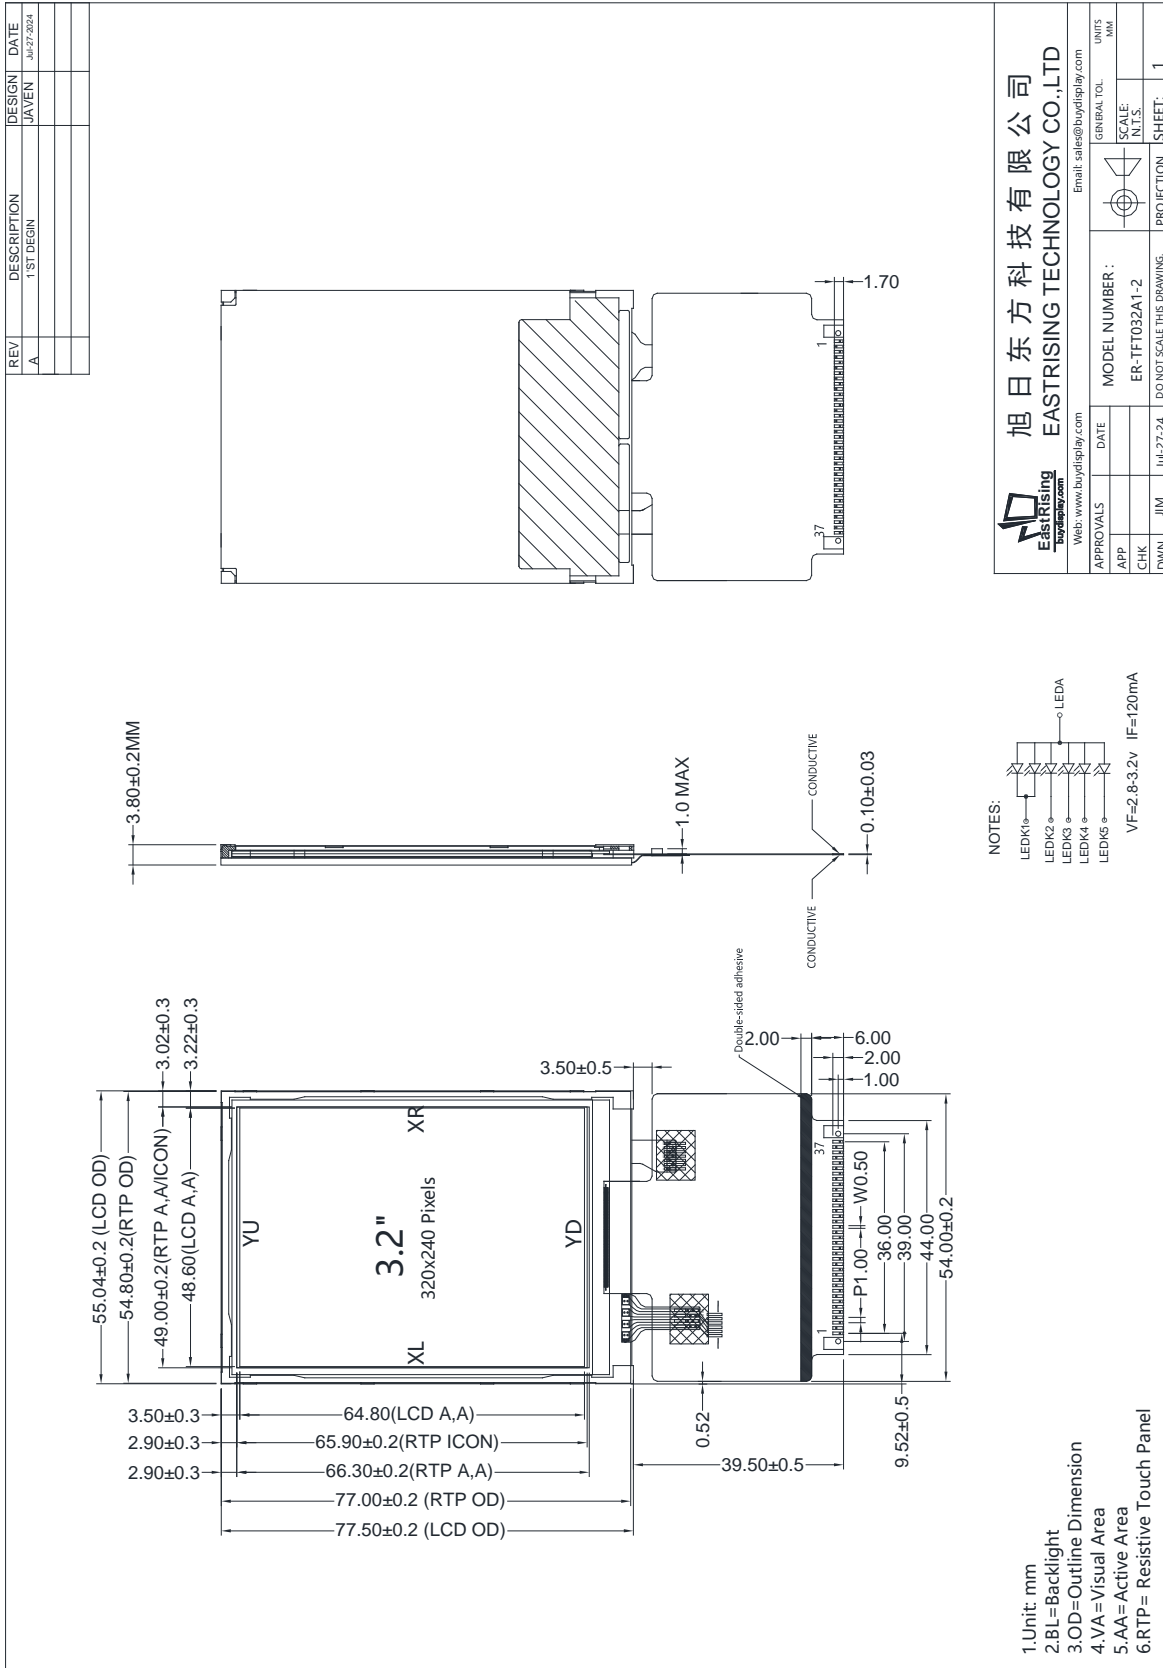 REV DESCRIPTION DESIGN DATE
A 1'ST DEGIN JAVEN Jul-27-2024
55.04±0.2 (LCD OD)
54.80±0.2(RTP OD)
49.00±0.2(RTP A,A/ICON)
3.02±0.3
48.60(LCD A,A)
3.22±0.3
3.50±0.3
64.80(LCD A,A)
2.90±0.3
65.90±0.2(RTP ICON)
2.90±0.3
66.30±0.2(RTP A,A)
77.00±0.2 (RTP OD)
77.50±0.2 (LCD OD)
YU
XL
XR
3.2"
320x240 Pixels
YD
3.50±0.5
Double-sided adhesive
2.00
6.00
2.00
1.00
0.52
39.50±0.5
9.52±0.5
1
37
P1.00
W0.50
36.00
39.00
44.00
54.00±0.2
3.80±0.2MM
1.0 MAX
CONDUCTIVE
CONDUCTIVE
0.10±0.03
37
1
1.70
1.Unit: mm
2.BL=Backlight
3.OD=Outline Dimension
4.VA=Visual Area
5.AA=Active Area
6.RTP= Resistive Touch Panel
NOTES:
LEDK1
LEDK2
LEDK3
LEDK4
LEDK5
LEDA
VF=2.8-3.2v IF=120mA
EastRising
buydisplay.com
旭日东方科技有限公司
EASTRISING TECHNOLOGY CO.,LTD
Web: www.buydisplay.com Email: sales@buydisplay.com
APPROVALS DATE
APP
CHK
DWN JIM Jul-27-24
MODEL NUMBER :
ER-TFT032A1-2
DO NOT SCALE THIS DRAWING.
PROJECTION
GENERAL TOL.
UNITS
MM
SCALE:
N.T.S.
SHEET: 1